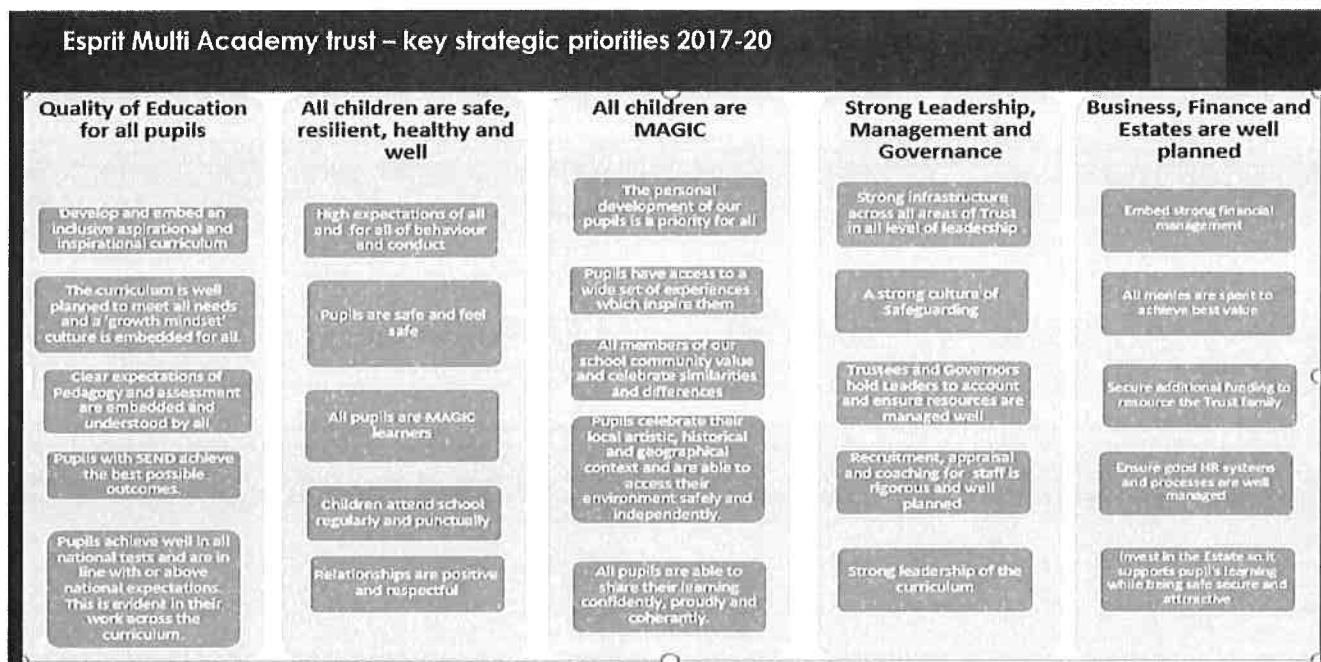 Esprit Multi Academy trust – key strategic priorities 2017-20
Quality of Education
for all pupils
Develop and embed an
inclusive aspirational and
inspirational curriculum
The curriculum is well
planned to meet all needs
and a 'growth mindset'
culture is embedded for all.
Clear expectations of
Pedagogy and assessment
are embedded and
understood by all
Pupils with SEND achieve
the best possible
outcomes.
Pupils achieve well in all
national tests and are in
line with or above
national expectations.
This is evident in their
work across the
curriculum.
All children are safe,
resilient, healthy and
well
High expectations of all
and for all of behaviour
and conduct
Pupils are safe and feel
safe
All pupils are MAGIC
learners
Children attend school
regularly and punctually
Relationships are positive
and respectful
All children are
MAGIC
The personal
development of our
pupils is a priority for all
Pupils have access to a
wide set of experiences
which inspire them
All members of our
school community value
and celebrate similarities
and differences
Pupils celebrate their
local artistic, historical
and geographical
context and are able to
access their
environment safely and
independently.
All pupils are able to
share their learning
confidently, proudly and
coherantly.
Strong Leadership,
Management and
Governance
Strong infrastructure
across all areas of Trust
in all level of leadership
A strong culture of
Safeguarding
Trustees and Governors
hold Leaders to account
and ensure resources are
managed well
Recruitment, appraisal
and coaching for staff is
rigorous and well
planned
Strong leadership of the
curriculum
Business, Finance and
Estates are well
planned
Embed strong financial
management
All monies are spent to
achieve best value
Secure additional funding to
resource the Trust family
Ensure good HR systems
and processes are well
managed
Invest in the Estate so it
supports pupil's learning
while being safe secure and
attractive